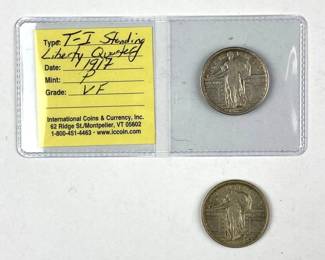 Type: T-I Standing
Liberty Quarter
Date: 1917
Mint: P
Grade: VF
International Coins & Currency, Inc.
62 Ridge St./Montpelier, VT 05602
1-800-451-4463 • www.iccoin.com